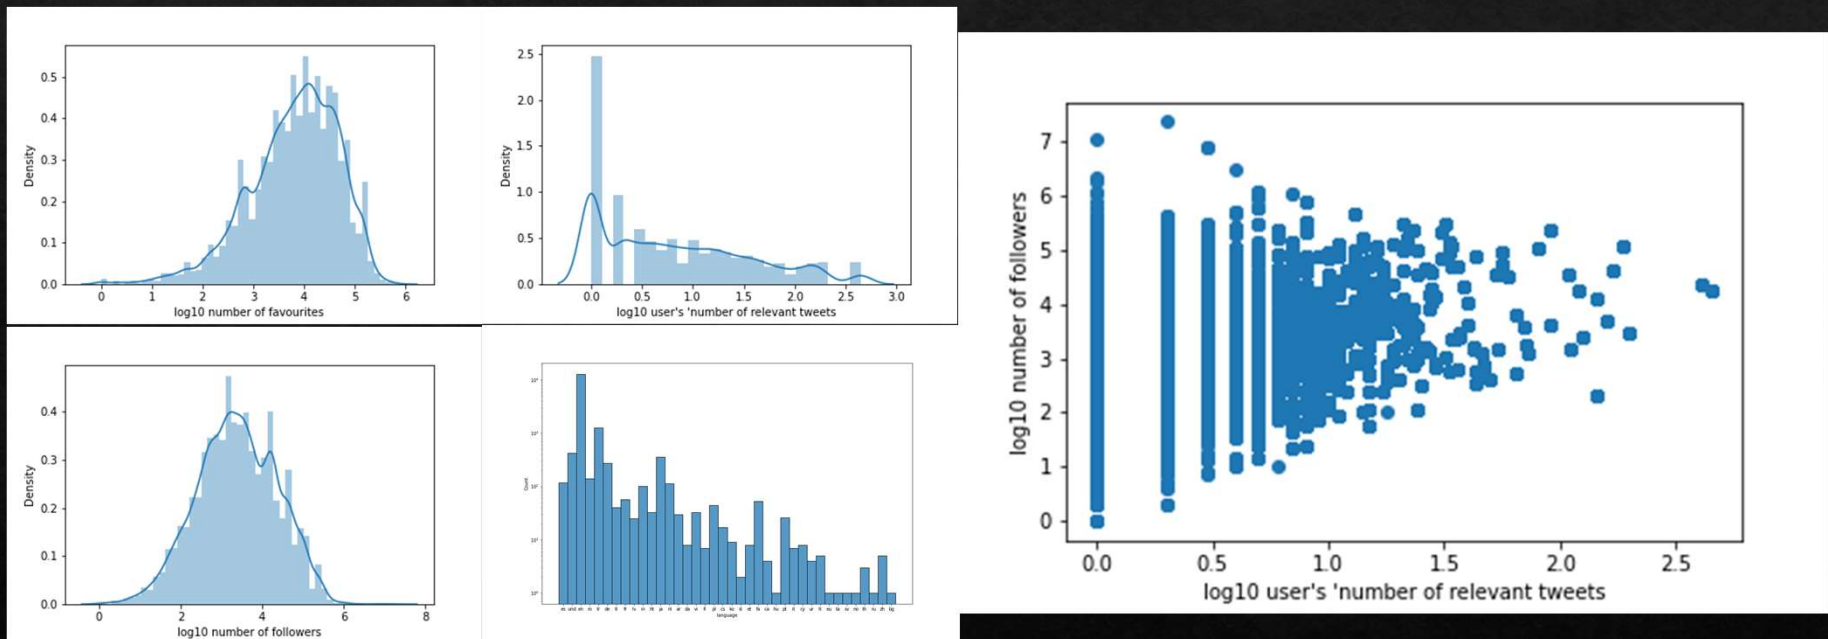 0.5
0.4
0.3
0.2
0.1
0.0
Density
0 1 2 3 4 5 6
log10 number of favourites
2.5
2.0
1.5
1.0
0.5
0.0
Density
0.0 0.5 1.0 1.5 2.0 2.5 3.0
log10 user's 'number of relevant tweets
0.4
0.3
0.2
0.1
0.0
Density
0 2 4 6 8
log10 number of followers
Count
language
7
6
5
4
3
2
1
0
log10 number of followers
0.0 0.5 1.0 1.5 2.0 2.5
log10 user's 'number of relevant tweets